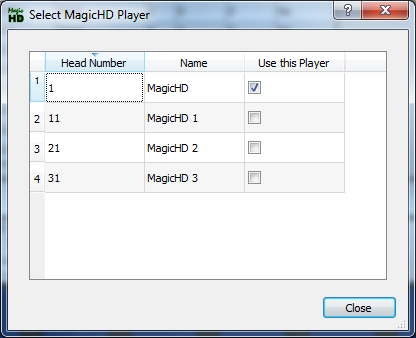 Magic HD Select MagicHD Player ? X
Head Number Name Use this Player
1 1 MagicHD
2 11 MagicHD 1
3 21 MagicHD 2
4 31 MagicHD 3
Close